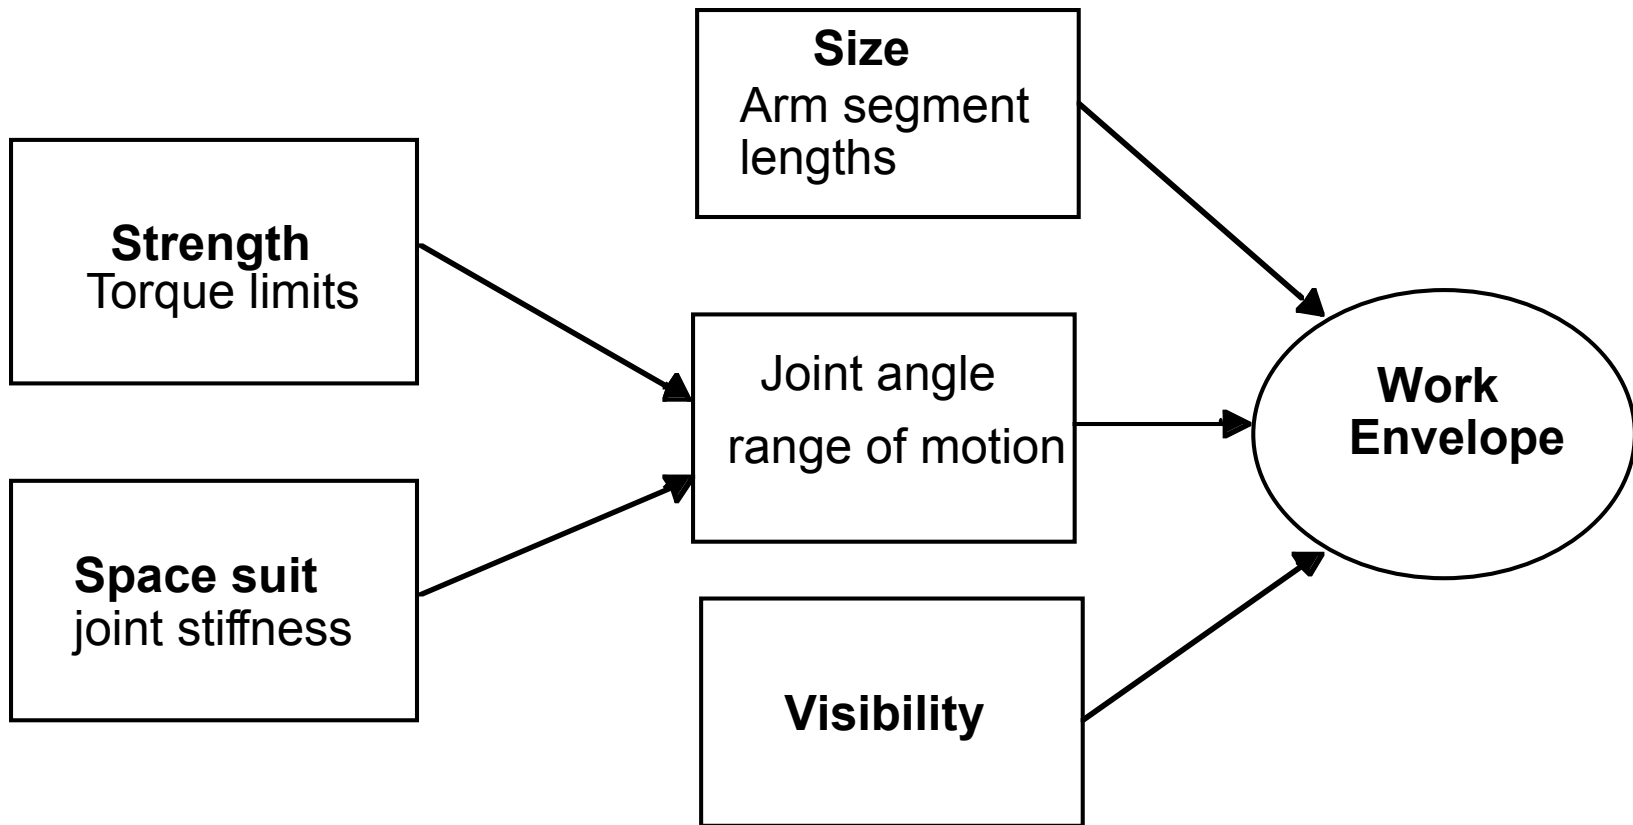 Size
Arm segment
lengths
Strength
Torque limits
Joint angle
range of motion
Work
Envelope
Space suit
joint stiffness
Visibility